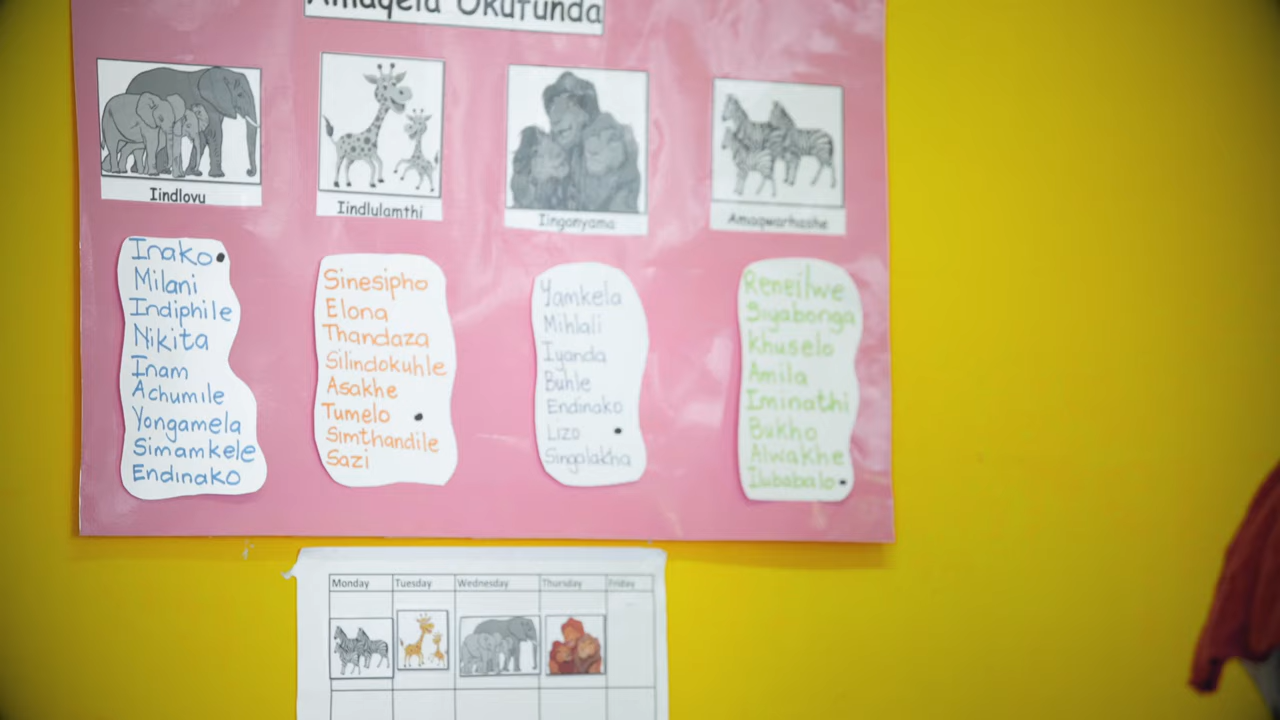 Amaqela Okufunda
Iindlovu
Iindlulamthi
Iingonyama
Amaqwarhashe
Inako
Milani
Indiphile
Nikita
Inam
Achumile
Yongamela
Simamkele
Endinako
Sinesipho
Elona
Thandaza
Silindokuhle
Asakhe
Tumelo
Simthandile
Sazi
Yamkela
Mihlali
Iyanda
Buhle
Endinako
Lizo
Singalakha
Reneilwe
Siyabonga
Khuselo
Amila
Iminathi
Bukho
Alwakhe
Ilubabalo
Monday Tuesday Wednesday Thursday Friday